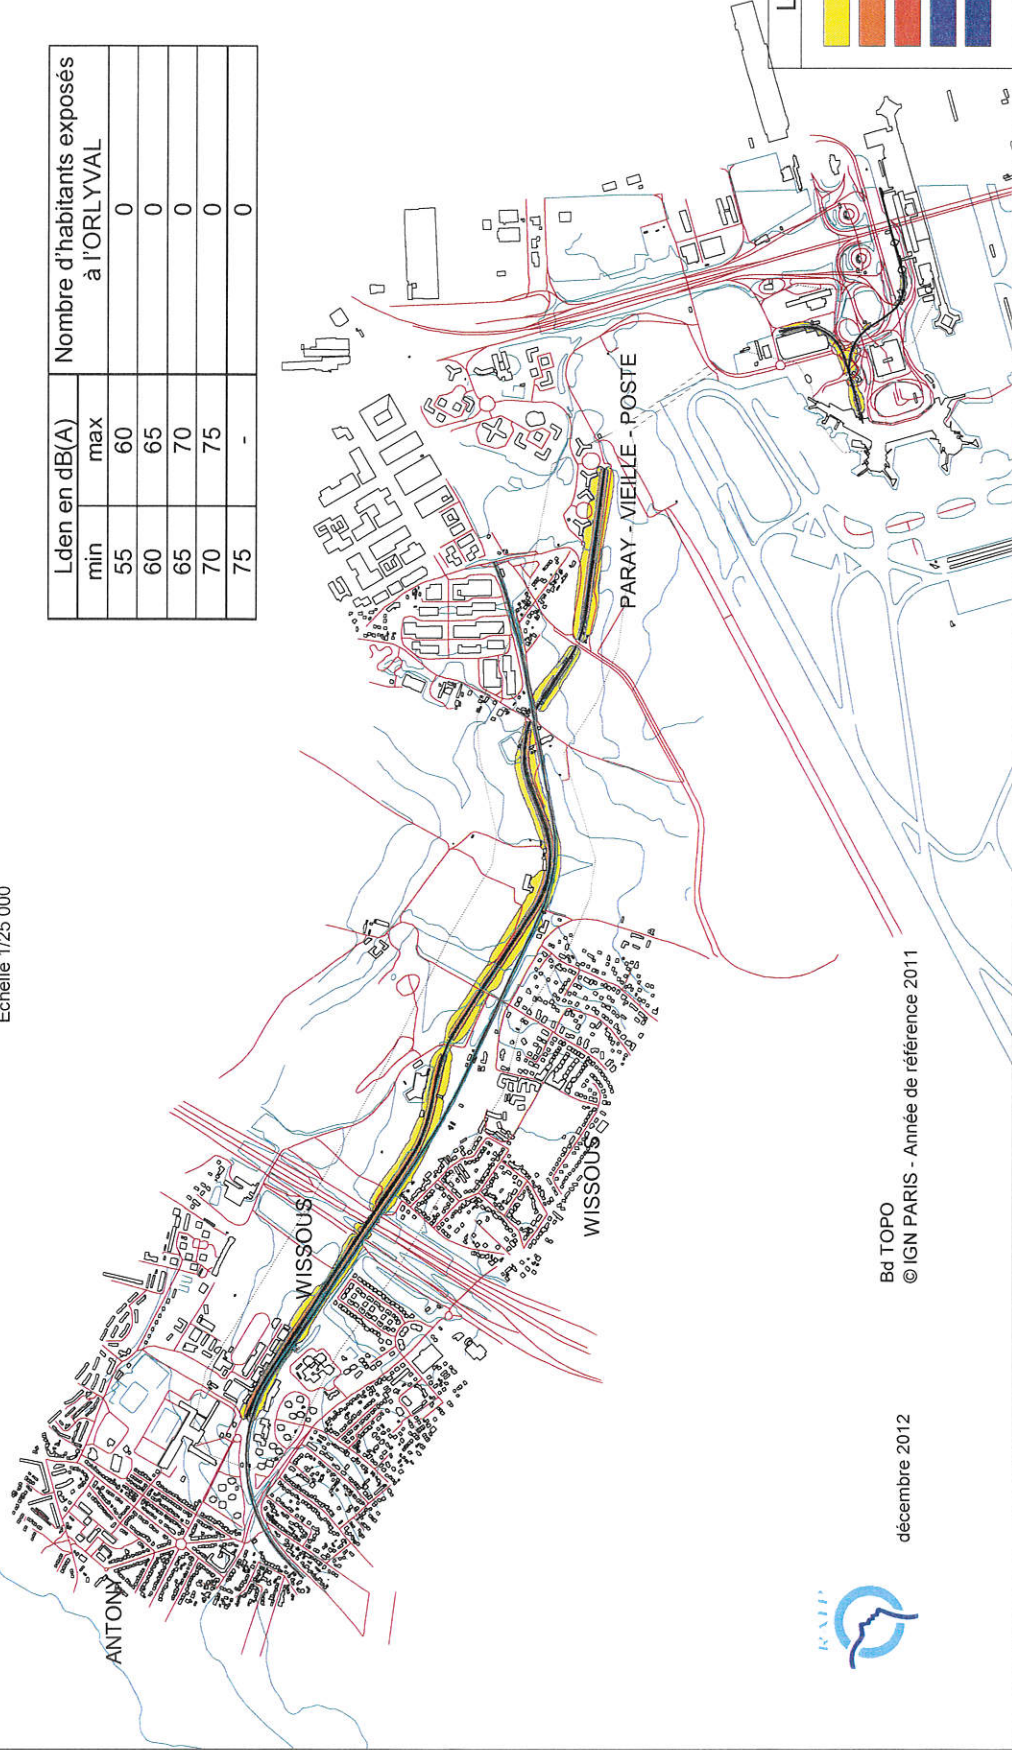 Echelle 1/25 000
Lden en dB(A) Nombre d'habitants exposés
à l'ORLYVAL
min max
55 60 0
60 65 0
65 70 0
70 75 0
75 - 0
ANTONY
WISSOUS
WISSOUS
PARAY - VIEILLE - POSTE
L
RATP
décembre 2012
Bd TOPO
© IGN PARIS - Année de référence 2011